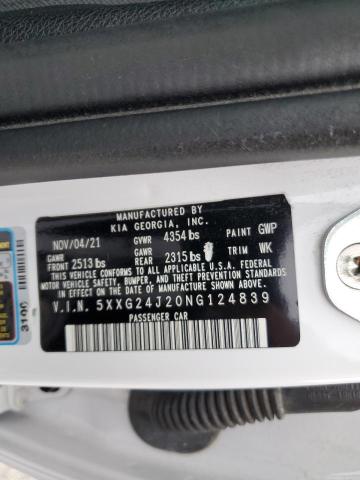 MANUFACTURED BY
KIA GEORGIA, INC.
NOV/04/21 GVWR 4354 lbs PAINT GWP
GAWR FRONT 2513 lbs GAWR REAR 2315 lbs TRIM WK
THIS VEHICLE CONFORMS TO ALL APPLICABLE U.S.A. FEDERAL
MOTOR VEHICLE SAFETY, BUMPER, AND THEFT PREVENTION STANDARDS
IN EFFECT ON THE DATE OF MANUFACTURE SHOWN ABOVE.
V.I.N. 5XXG24J20NG124839
PASSENGER CAR
3100